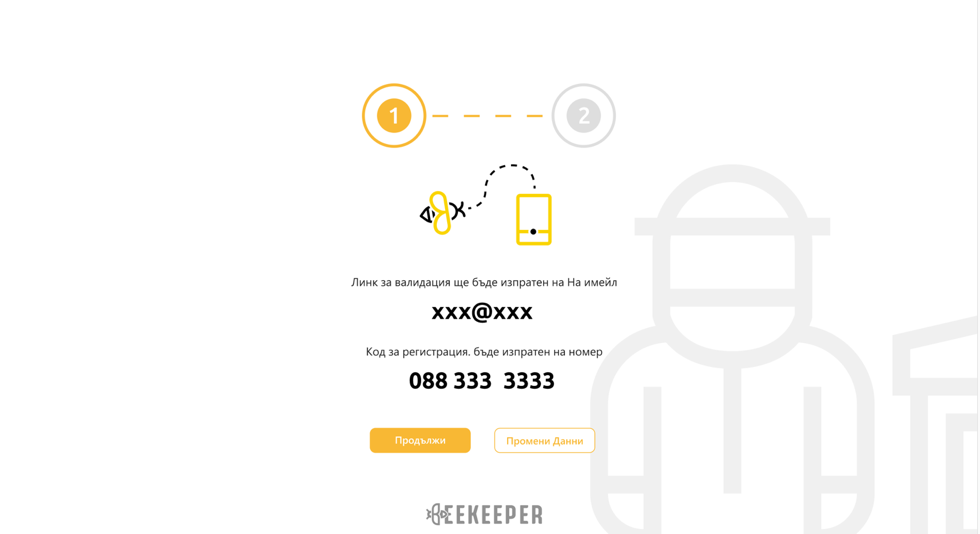 1
2
Линк за валидация ще бъде изпратен на На имейл
xxx@xxx
Код за регистрация. бъде изпратен на номер
088 333 3333
Продължи
Промени Данни
BEEKEEPER